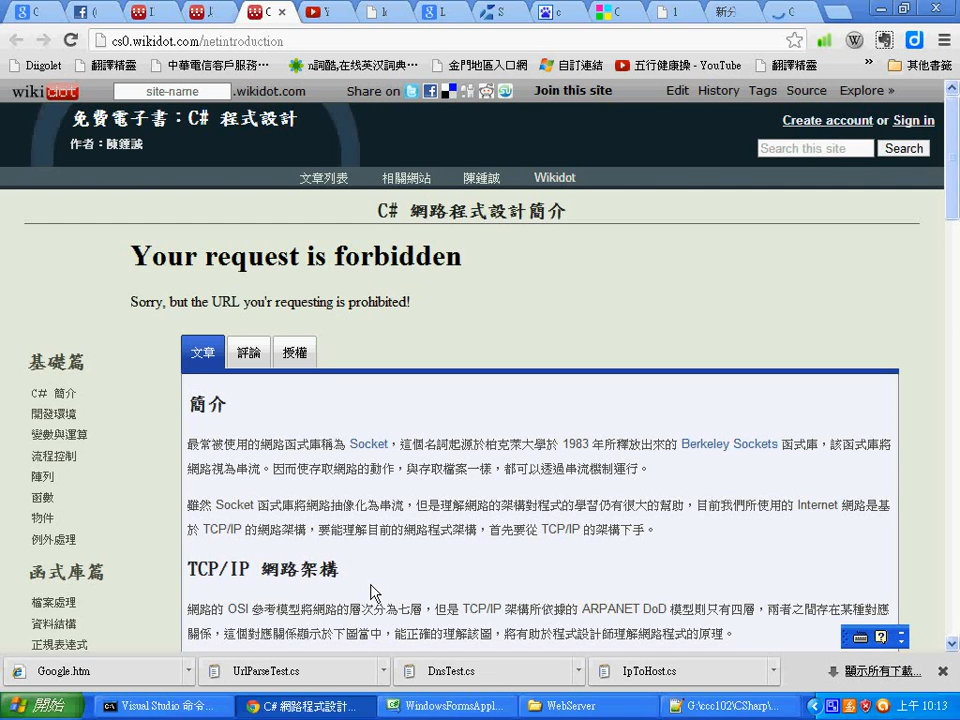 cs0.wikidot.com/netintroduction
Diigolet
翻譯精靈
中華電信客戶服務…
n詞酷,在线英汉詞典…
金門地區入口網
自訂連結
五行健康操 - YouTube
翻譯精靈
»
其他書籤
wikidot
site-name
.wikidot.com
Share on
Join this site
Edit
History
Tags
Source
Explore »
免費電子書：C# 程式設計
作者：陳鍾誠
Create account or Sign in
Search this site
Search
文章列表
相關網站
陳鍾誠
Wikidot
C# 網路程式設計簡介
Your request is forbidden
Sorry, but the URL you'r requesting is prohibited!
文章
評論
授權
基礎篇
C# 簡介
開發環境
變數與運算
流程控制
陣列
函數
物件
例外處理
函式庫篇
檔案處理
資料結構
正規表達式
簡介
最常被使用的網路函式庫稱為 Socket，這個名詞起源於柏克萊大學於 1983 年所釋放出來的 Berkeley Sockets 函式庫，該函式庫將
網路視為串流。因而使存取網路的動作，與存取檔案一樣，都可以透過串流機制運行。
雖然 Socket 函式庫將網路抽像化為串流，但是理解網路的架構對程式的學習仍有很大的幫助，目前我們所使用的 Internet 網路是基
於 TCP/IP 的網路架構，要能理解目前的網路程式架構，首先要從 TCP/IP 的架構下手。
TCP/IP 網路架構
網路的 OSI 參考模型將網路的層次分為七層，但是 TCP/IP 架構所依據的 ARPANET DoD 模型則只有四層，兩者之間存在某種對應
關係，這個對應關係顯示於下圖當中，能正確的理解該圖，將有助於程式設計師理解網路程式的原理。
Google.htm
UrlParseTest.cs
DnsTest.cs
IpToHost.cs
顯示所有下載...
開始
Visual Studio 命令...
C# 網路程式設計...
WindowsFormsAppl...
WebServer
G:\ccc102\CSharp\...
上午 10:13